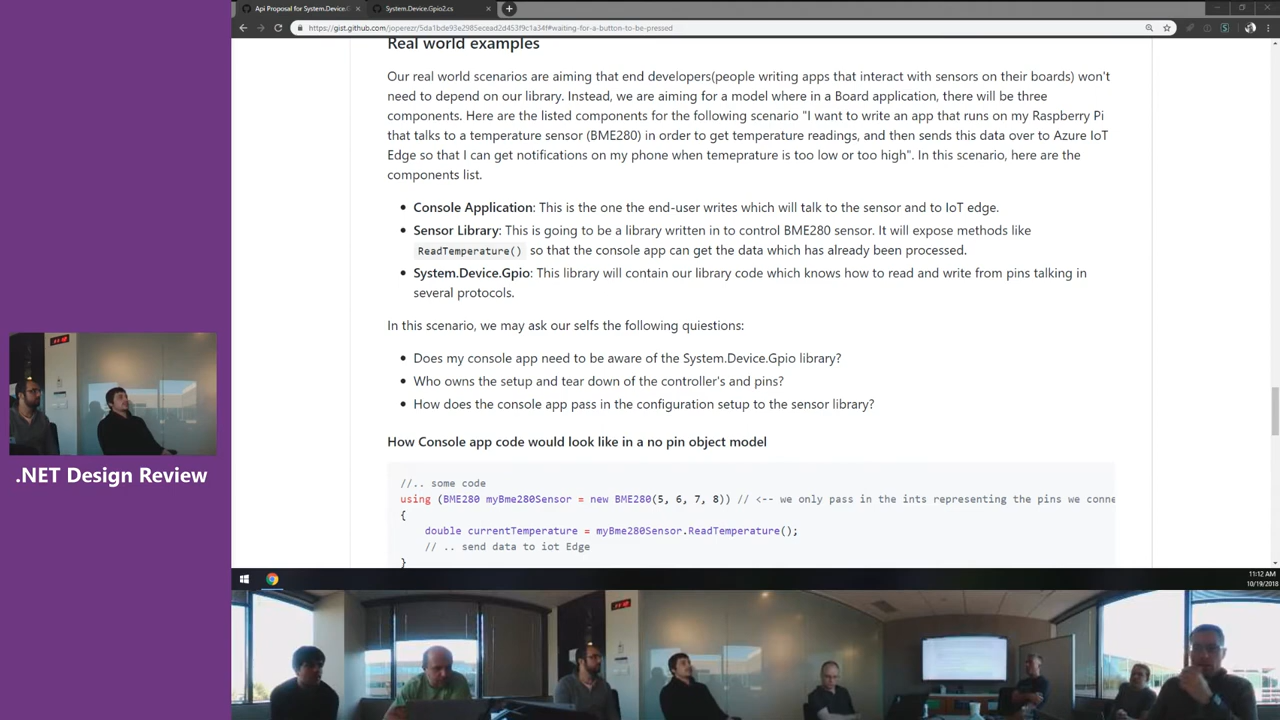 Api Proposal for System.Device.G
System.Device.Gpio2.cs
https://gist.github.com/joperezr/5da1bde93e2985ecead2d453f9c1a34f#waiting-for-a-button-to-be-pressed
Real world examples
Our real world scenarios are aiming that end developers(people writing apps that interact with sensors on their boards) won't
need to depend on our library. Instead, we are aiming for a model where in a Board application, there will be three
components. Here are the listed components for the following scenario "I want to write an app that runs on my Raspberry Pi
that talks to a temperature sensor (BME280) in order to get temperature readings, and then sends this data over to Azure IoT
Edge so that I can get notifications on my phone when temeprature is too low or too high". In this scenario, here are the
components list.
Console Application: This is the one the end-user writes which will talk to the sensor and to IoT edge.
Sensor Library: This is going to be a library written in to control BME280 sensor. It will expose methods like
ReadTemperature() so that the console app can get the data which has already been processed.
System.Device.Gpio: This library will contain our library code which knows how to read and write from pins talking in
several protocols.
In this scenario, we may ask our selfs the following quiestions:
Does my console app need to be aware of the System.Device.Gpio library?
Who owns the setup and tear down of the controller's and pins?
How does the console app pass in the configuration setup to the sensor library?
How Console app code would look like in a no pin object model
//.. some code
using (BME280 myBme280Sensor = new BME280(5, 6, 7, 8)) // <-- we only pass in the ints representing the pins we conne
{
double currentTemperature = myBme280Sensor.ReadTemperature();
// .. send data to iot Edge
}
.NET Design Review
11:12 AM
10/19/2018